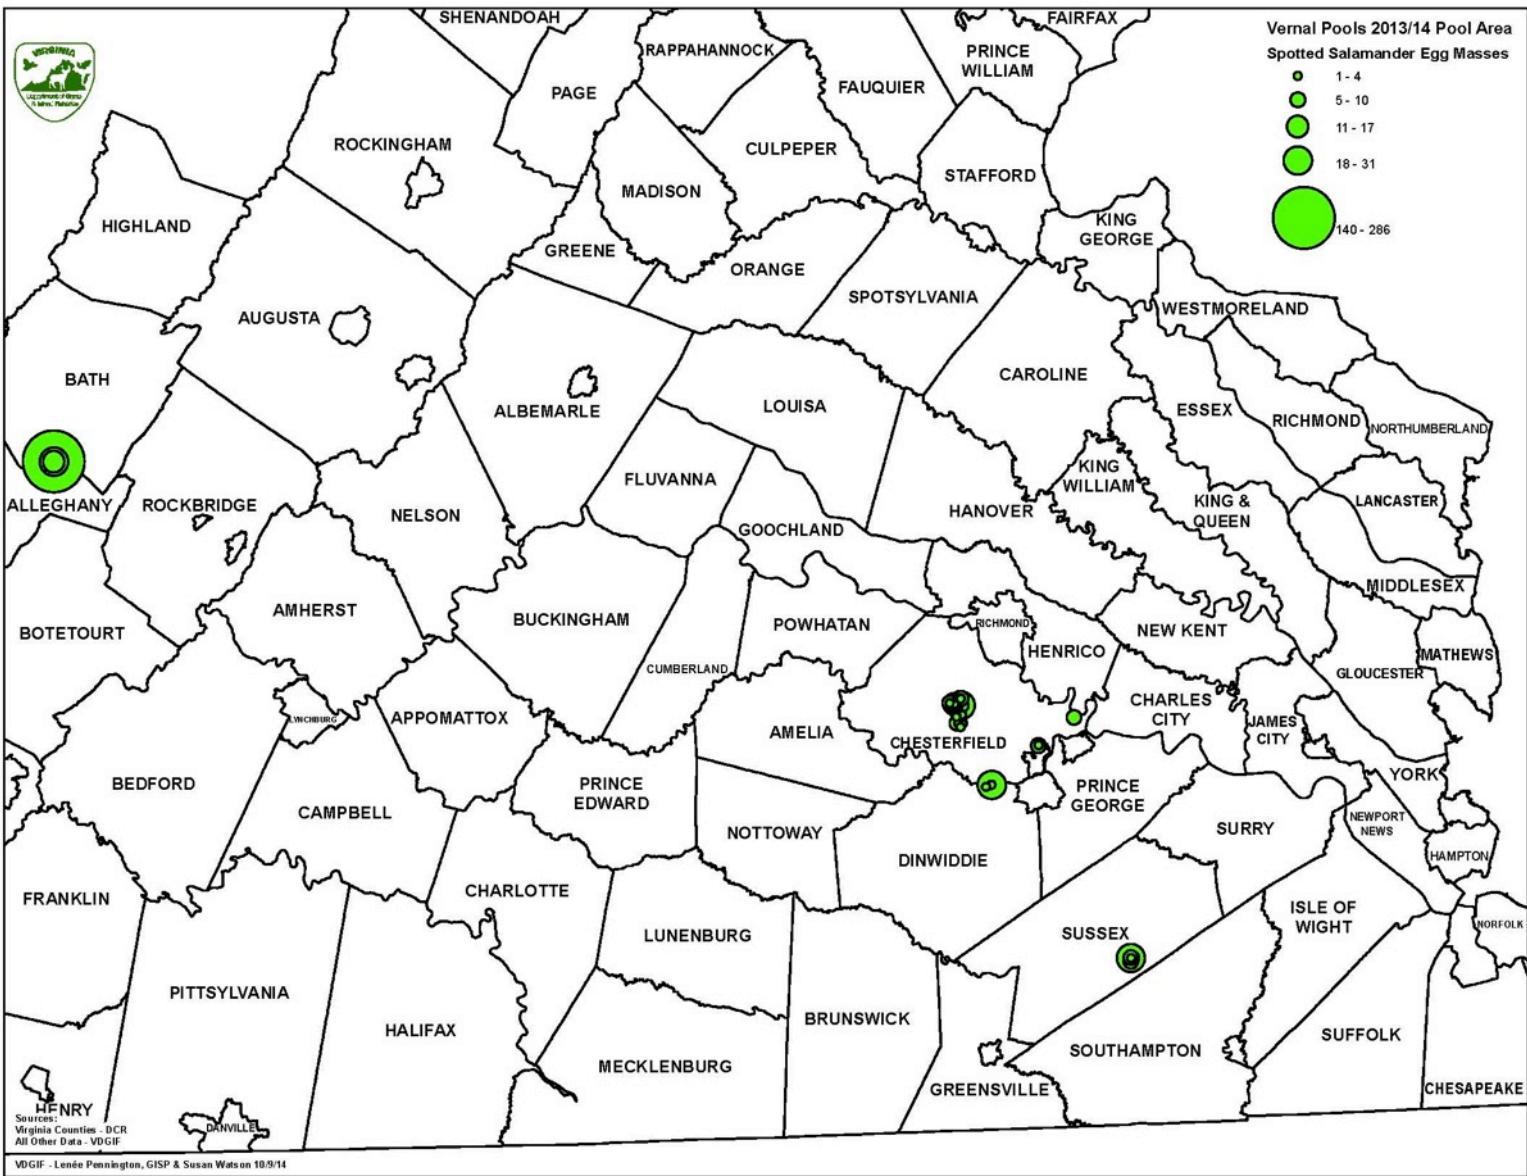 SHENANDOAH
FAIRFAX
Vernal Pools 2013/14 Pool Area
Spotted Salamander Egg Masses
1 - 4
5 - 10
11 - 17
18 - 31
140 - 286
VIRGINIA
RAPPAHANNOCK
PRINCE
WILLIAM
PAGE
FAUQUIER
ROCKINGHAM
CULPEPER
STAFFORD
MADISON
HIGHLAND
KING
GEORGE
GREENE
ORANGE
SPOTSYLVANIA
WESTMORELAND
AUGUSTA
BATH
CAROLINE
ALBEMARLE
LOUISA
ESSEX
RICHMOND
NORTHUMBERLAND
KING
WILLIAM
FLUVANNA
ALLEGHANY
ROCKBRIDGE
NELSON
HANOVER
KING &
QUEEN
LANCASTER
GOOCHLAND
MIDDLESEX
AMHERST
BUCKINGHAM
POWHATAN
RICHMOND
NEW KENT
BOTETOURT
HENRICO
MATHEWS
CUMBERLAND
GLOUCESTER
CHARLES
CITY
LYNCHBURG
APPOMATTOX
AMELIA
CHESTERFIELD
JAMES
CITY
YORK
BEDFORD
PRINCE
EDWARD
PRINCE
GEORGE
CAMPBELL
NOTTOWAY
SURRY
NEWPORT
NEWS
DINWIDDIE
HAMPTON
FRANKLIN
CHARLOTTE
ISLE OF
WIGHT
NORFOLK
LUNENBURG
SUSSEX
PITTSYLVANIA
HALIFAX
BRUNSWICK
SUFFOLK
MECKLENBURG
SOUTHAMPTON
GREENSVILLE
CHESAPEAKE
HENRY
DANVILLE
Sources:
Virginia Counties - DCR
All Other Data - VDGIF
VDGIF - Lenée Pennington, GISP & Susan Watson 10/9/14